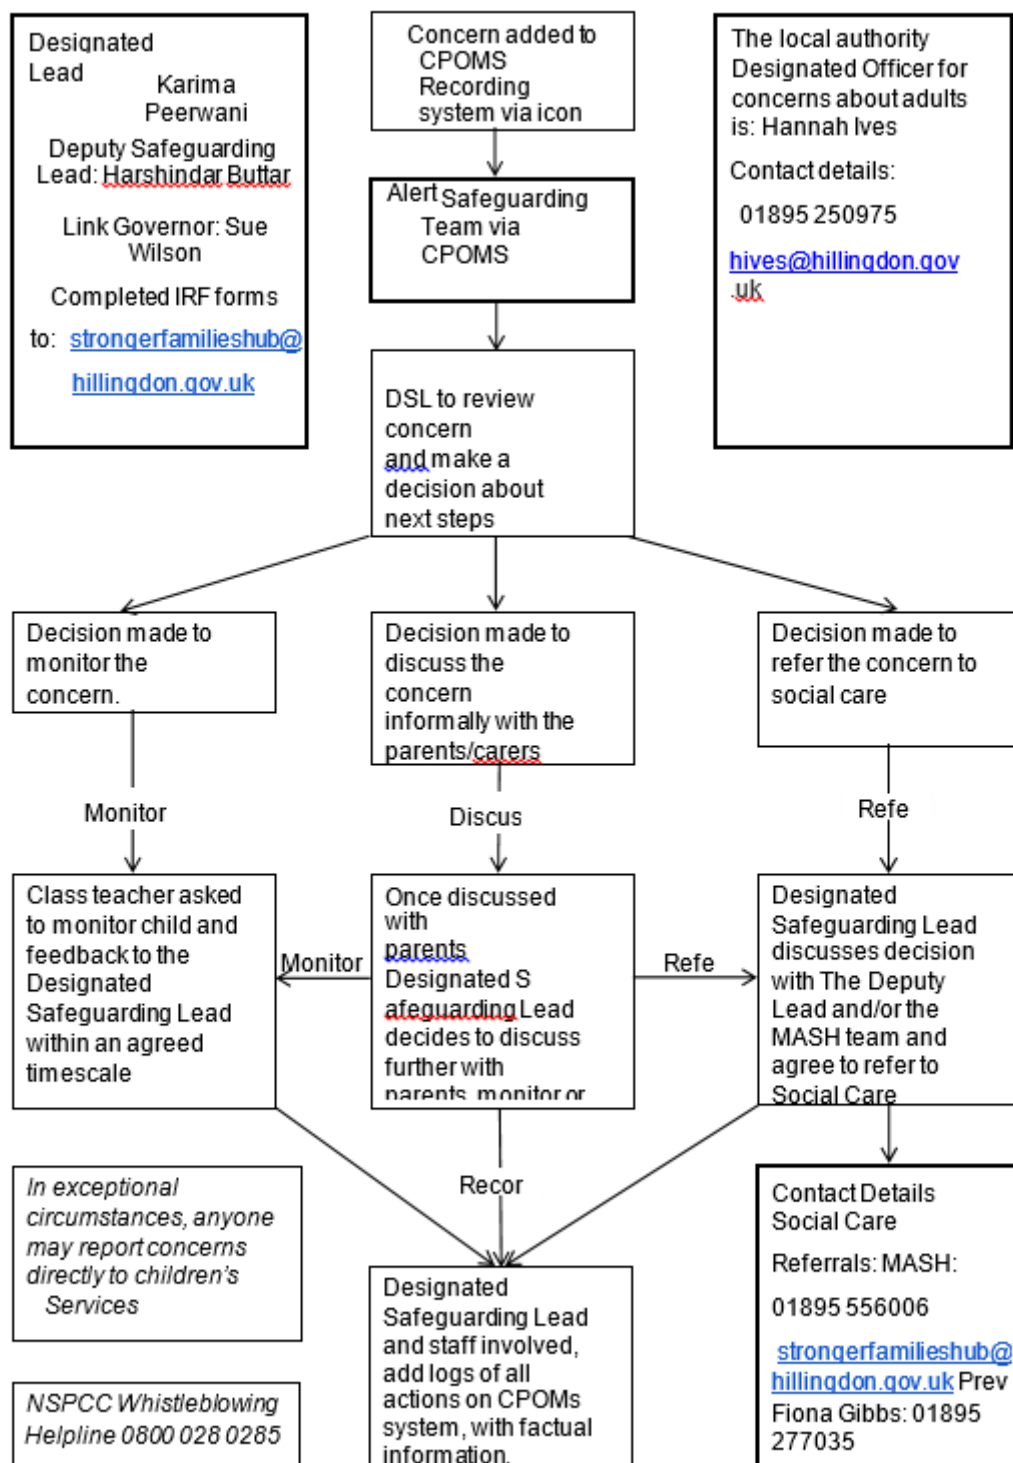 Designated
Lead
Karima
Peerwani
Deputy Safeguarding
Lead: Harshindar Buttar
Link Governor: Sue
Wilson
Completed IRF forms
to: strongerfamilieshub@
hillingdon.gov.uk
Concern added to
CPOMS
Recording
system via icon
The local authority
Designated Officer for
concerns about adults
is: Hannah Ives
Contact details:
01895 250975
hives@hillingdon.gov
.uk
Alert Safeguarding
Team via
CPOMS
DSL to review
concern
and make a
decision about
next steps
Decision made to
monitor the
concern.
Decision made to
discuss the
concern
informally with the
parents/carers
Decision made to
refer the concern to
social care
Monitor
Discus
Refe
Class teacher asked
to monitor child and
feedback to the
Designated
Safeguarding Lead
within an agreed
timescale
Monitor
Once discussed
with
parents
Designated S
afeguarding Lead
decides to discuss
further with
parents, monitor or
Refe
Designated
Safeguarding Lead
discusses decision
with The Deputy
Lead and/or the
MASH team and
agree to refer to
Social Care
Recor
In exceptional
circumstances, anyone
may report concerns
directly to children's
Services
NSPCC Whistleblowing
Helpline 0800 028 0285
Designated
Safeguarding Lead
and staff involved,
add logs of all
actions on CPOMs
system, with factual
information.
Contact Details
Social Care
Referrals: MASH:
01895 556006
strongerfamilieshub@
hillingdon.gov.uk Prev
Fiona Gibbs: 01895
277035